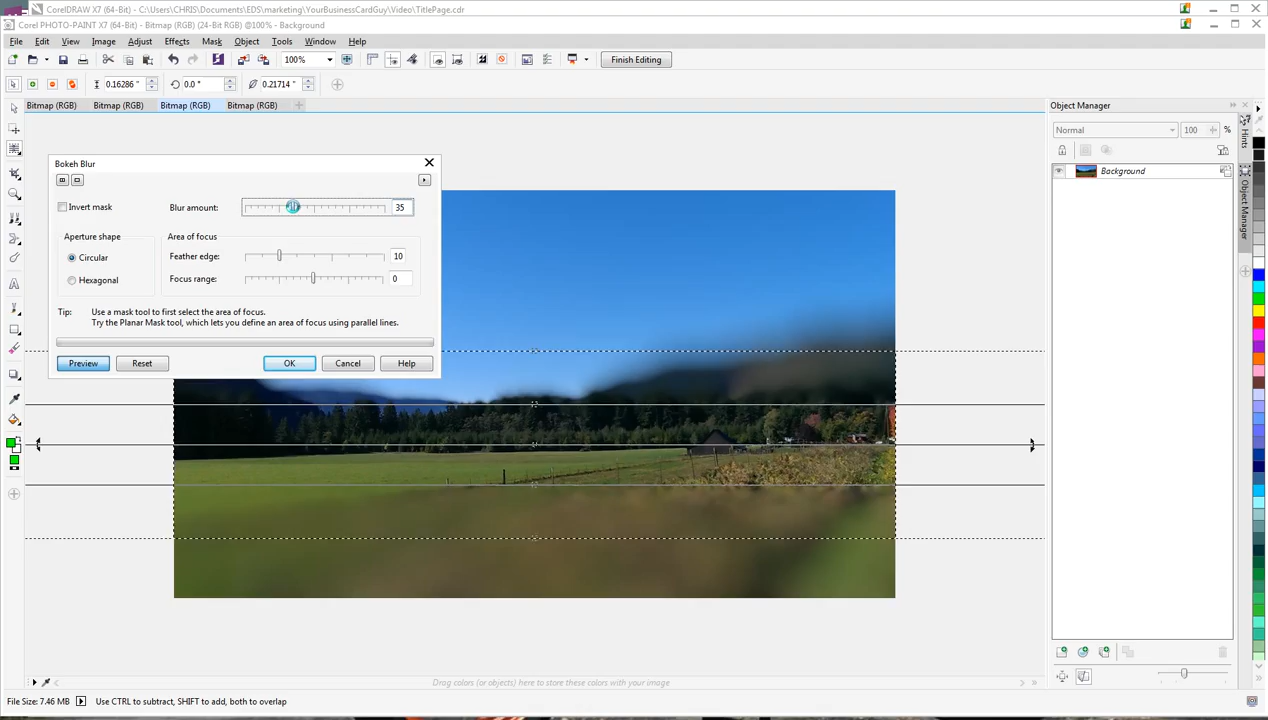 CorelDRAW X7 (64-Bit) - C:\Users\CHRIS\Documents\EDS\marketing\YourBusinessCardGuy\Video\TitlePage.cdr
Corel PHOTO-PAINT X7 (64-Bit) - Bitmap (RGB) (24-Bit RGB) @100% - Background
File Edit View Image Adjust Effects Mask Object Tools Window Help
100% Finish Editing
0.16286 " 0.0 ° 0.21714 "
Bitmap (RGB) Bitmap (RGB) Bitmap (RGB) Bitmap (RGB)
Object Manager
Normal 100 %
Hints
Object Manager
Background
Bokeh Blur
Invert mask Blur amount: 35
Aperture shape Area of focus
Circular Feather edge: 10
Hexagonal Focus range: 0
Tip: Use a mask tool to first select the area of focus.
Try the Planar Mask tool, which lets you define an area of focus using parallel lines.
Preview Reset OK Cancel Help
Drag colors (or objects) here to store these colors with your image
File Size: 7.46 MB Use CTRL to subtract, SHIFT to add, both to overlap